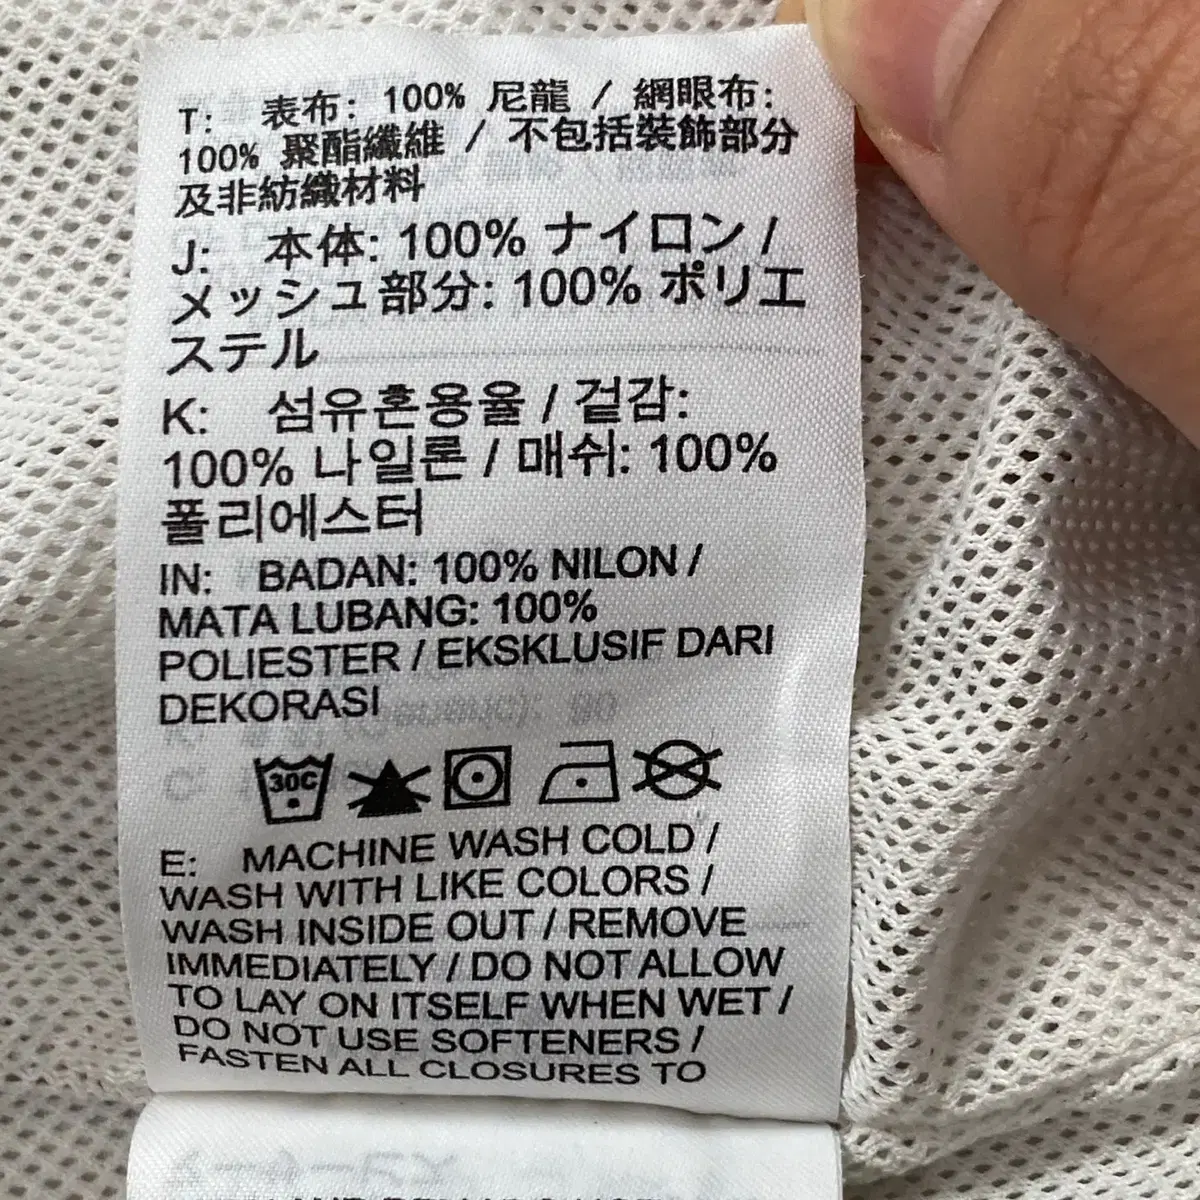 T: 表布: 100% 尼龍 / 網眼布:
100% 聚酯纖維 / 不包括裝飾部分
及非紡織材料
J: 本体: 100% ナイロン /
メッシュ部分: 100% ポリエ
ステル
K: 섬유혼용율 / 겉감:
100% 나일론 / 매쉬: 100%
폴리에스터
IN: BADAN: 100% NILON /
MATA LUBANG: 100%
POLIESTER / EKSKLUSIF DARI
DEKORASI
30C
E: MACHINE WASH COLD /
WASH WITH LIKE COLORS /
WASH INSIDE OUT / REMOVE
IMMEDIATELY / DO NOT ALLOW
TO LAY ON ITSELF WHEN WET /
DO NOT USE SOFTENERS /
FASTEN ALL CLOSURES TO